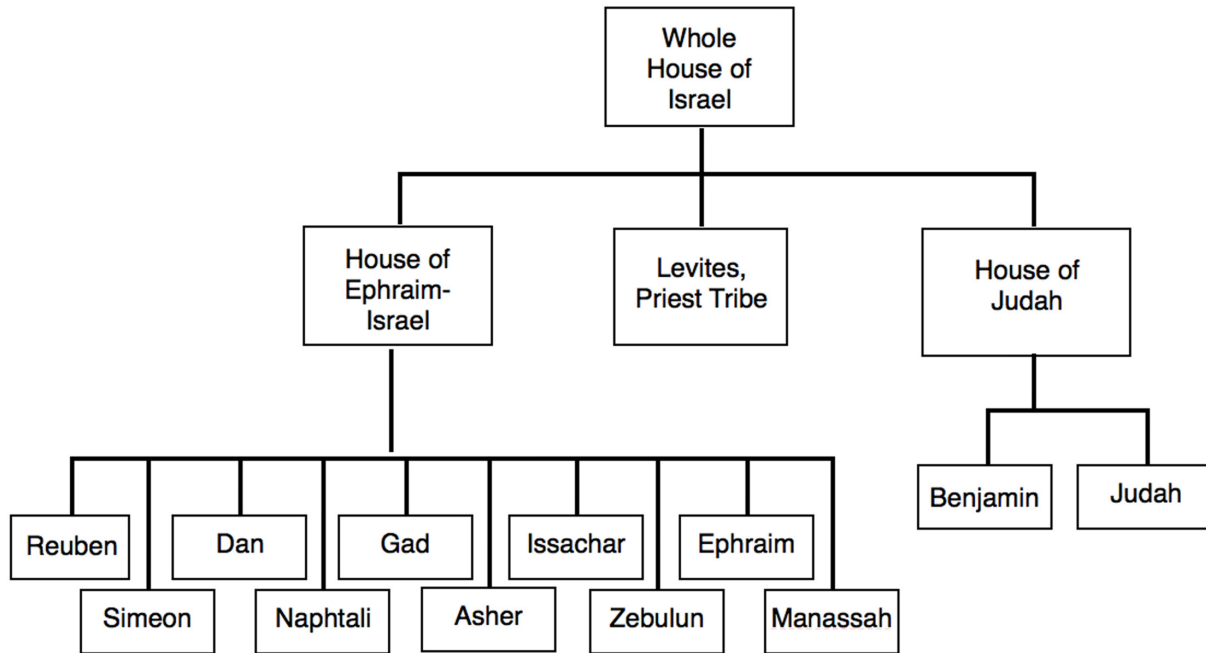 Whole
House of
Israel
House of
Ephraim-
Israel
Levites,
Priest Tribe
House of
Judah
Benjamin
Judah
Reuben
Dan
Gad
Issachar
Ephraim
Simeon
Naphtali
Asher
Zebulun
Manassah